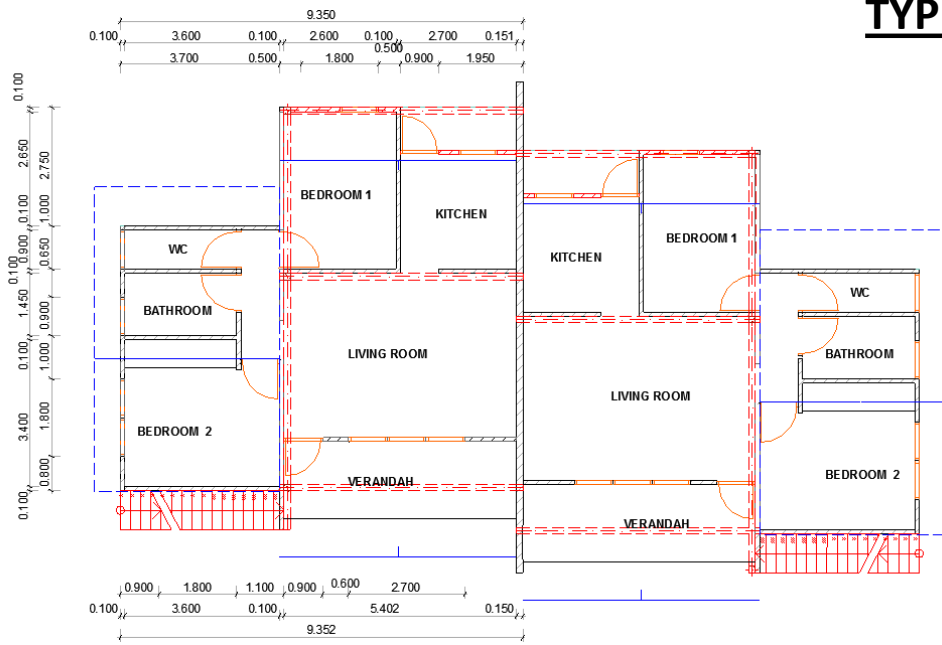 TYP
9.350
0.100 3.600 0.100 2.600 0.100 2.700 0.151
0.500
3.700 0.500 1.800 0.900 1.950
0.100
2.650
2.750
0.100
1.000
0.900
0.650
0.100
1.450
0.900
0.100
1.000
3.400
1.800
0.800
0.100
BEDROOM 1
KITCHEN
WC
BATHROOM
LIVING ROOM
BEDROOM 2
VERANDAH
BEDROOM 1
KITCHEN
WC
BATHROOM
LIVING ROOM
BEDROOM 2
VERANDAH
0.900 1.800 1.100 0.900 0.600 2.700
0.100 3.600 0.100 5.402 0.150
9.352